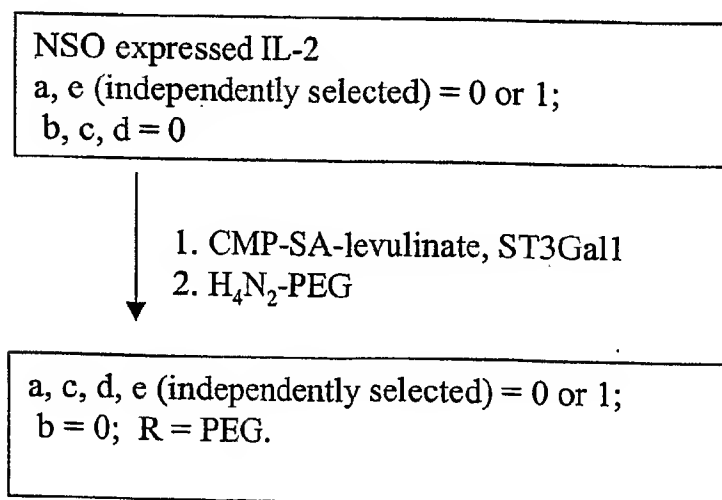 NSO expressed IL-2
a, e (independently selected) = 0 or 1;
b, c, d = 0
1. CMP-SA-levulinate, ST3Gal1
2. H₄N₂-PEG
a, c, d, e (independently selected) = 0 or 1;
b = 0; R = PEG.